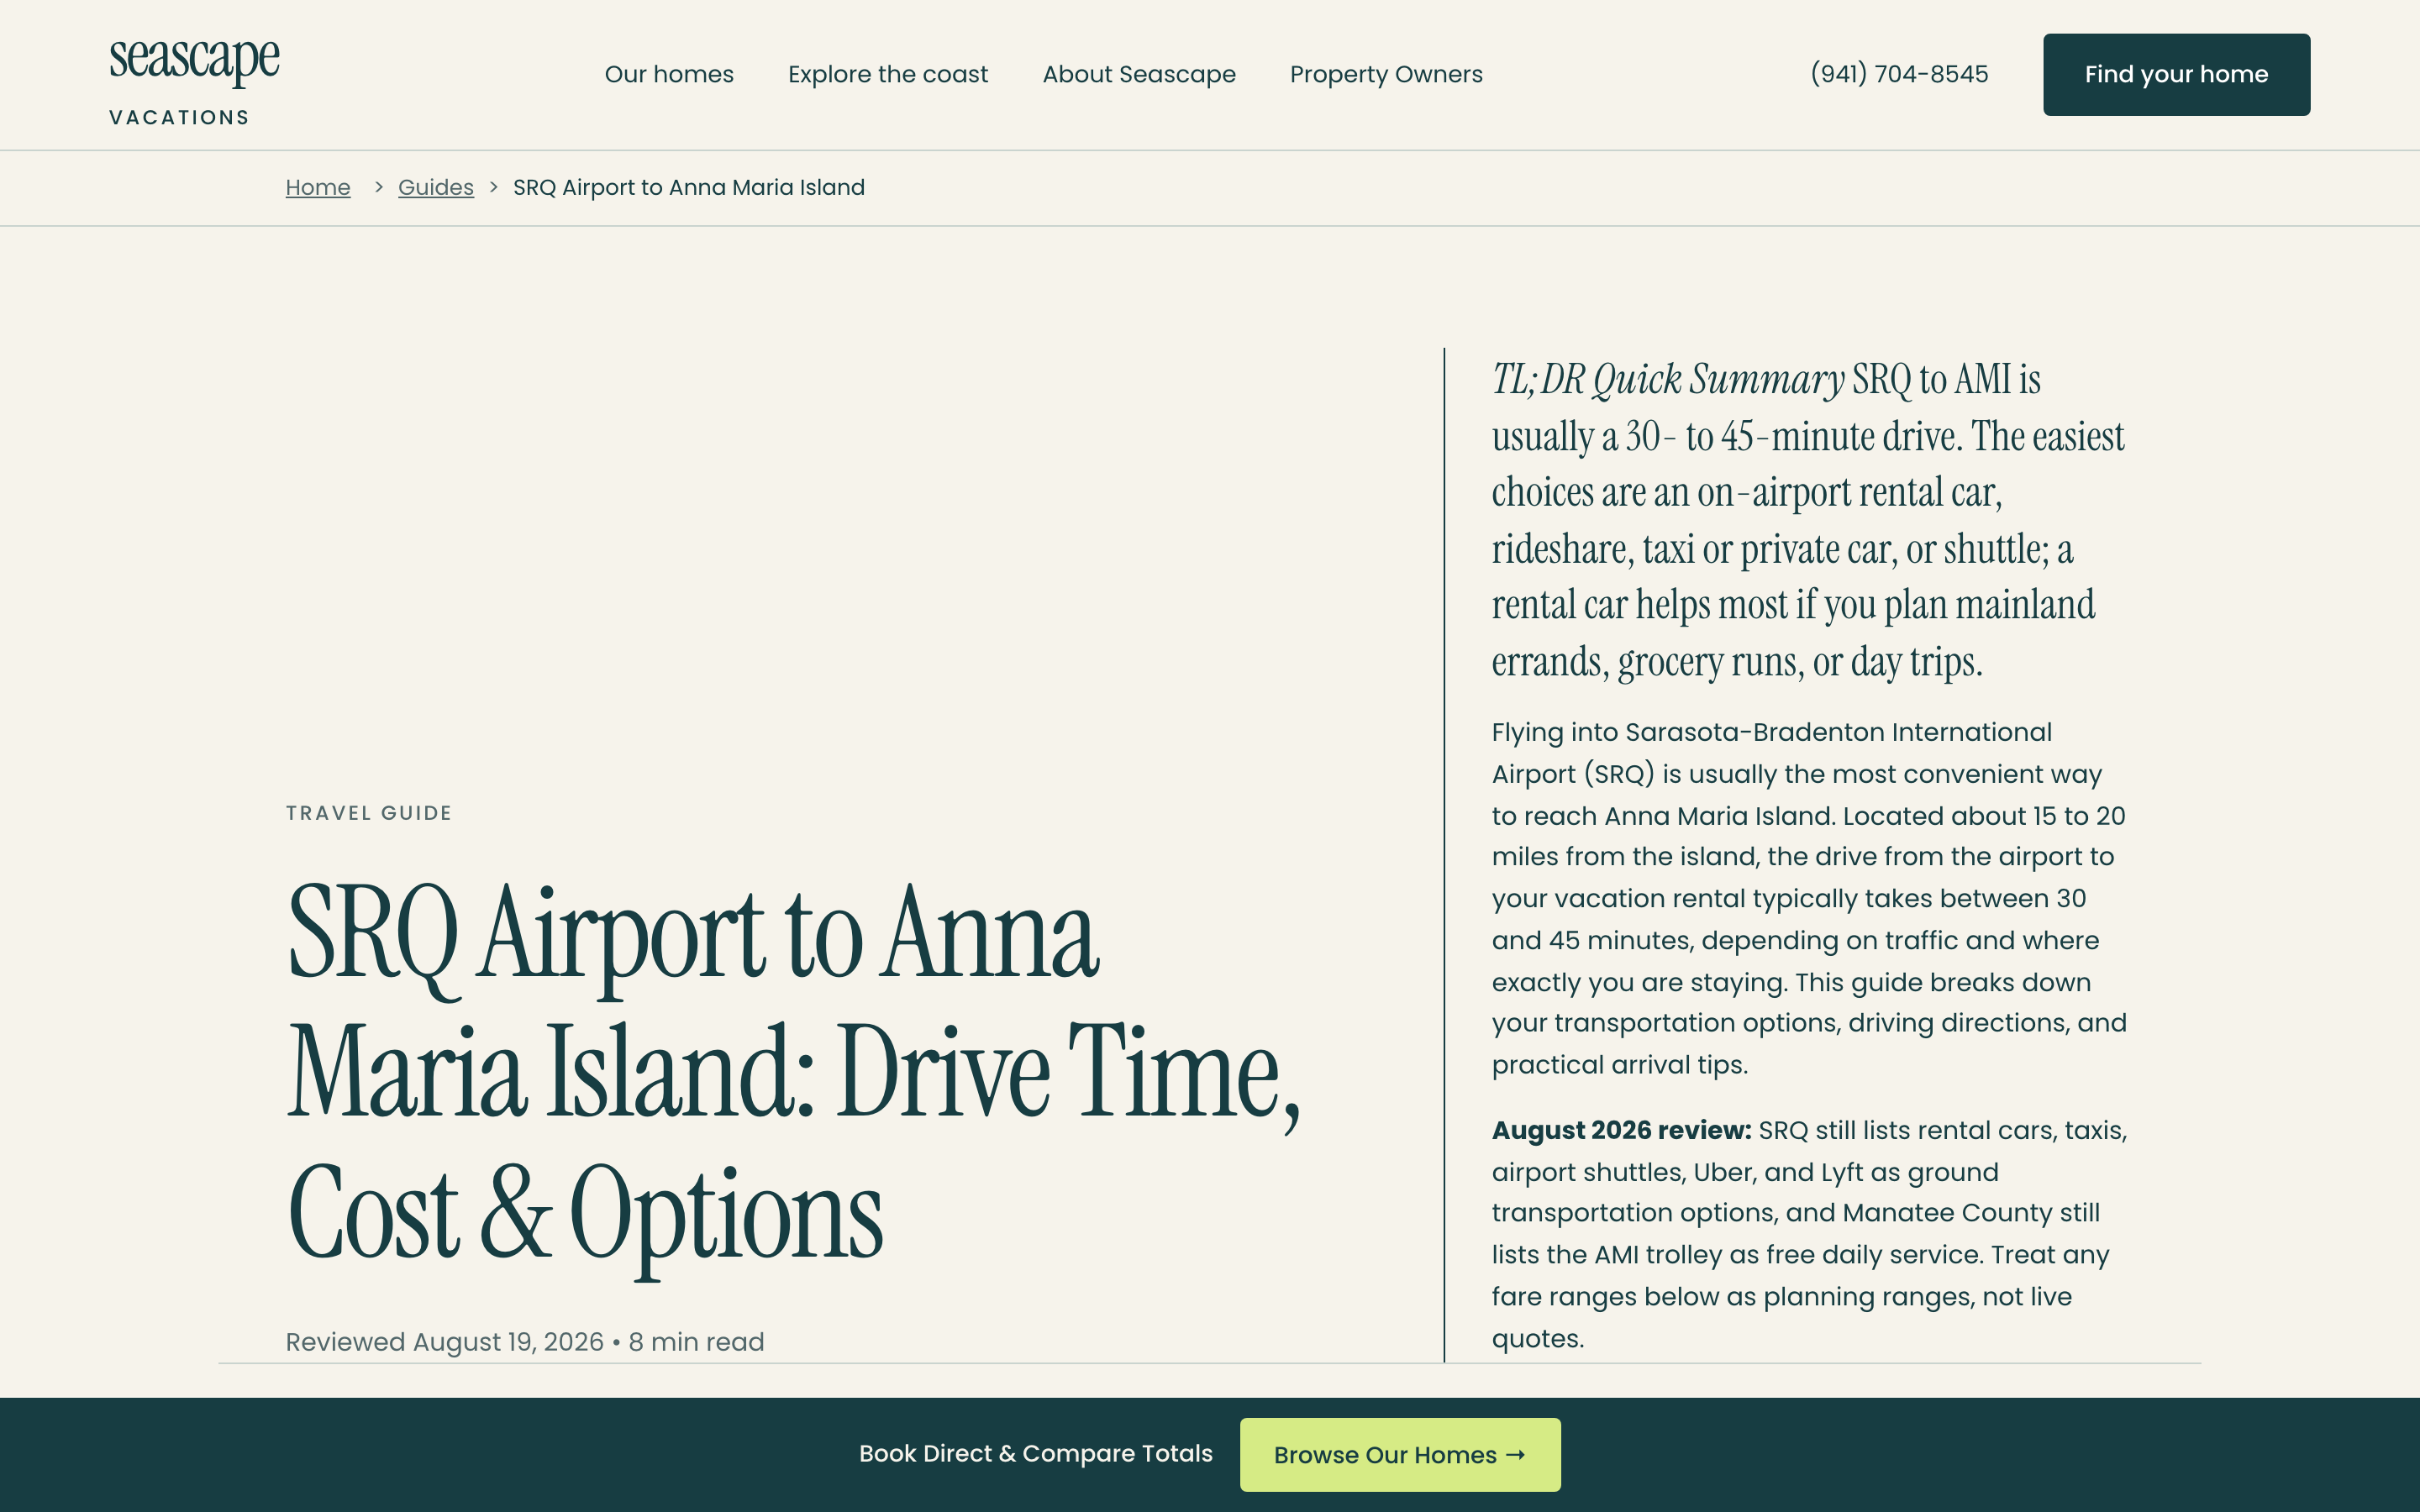 seascape
VACATIONS
Our homes
Explore the coast
About Seascape
Property Owners
(941) 704-8545
Find your home
Home > Guides > SRQ Airport to Anna Maria Island
TRAVEL GUIDE
SRQ Airport to Anna
Maria Island: Drive Time,
Cost & Options
Reviewed August 19, 2026 • 8 min read
TL;DR Quick Summary SRQ to AMI is
usually a 30- to 45-minute drive. The easiest
choices are an on-airport rental car,
rideshare, taxi or private car, or shuttle; a
rental car helps most if you plan mainland
errands, grocery runs, or day trips.
Flying into Sarasota-Bradenton International
Airport (SRQ) is usually the most convenient way
to reach Anna Maria Island. Located about 15 to 20
miles from the island, the drive from the airport to
your vacation rental typically takes between 30
and 45 minutes, depending on traffic and where
exactly you are staying. This guide breaks down
your transportation options, driving directions, and
practical arrival tips.
August 2026 review: SRQ still lists rental cars, taxis,
airport shuttles, Uber, and Lyft as ground
transportation options, and Manatee County still
lists the AMI trolley as free daily service. Treat any
fare ranges below as planning ranges, not live
quotes.
Book Direct & Compare Totals
Browse Our Homes →